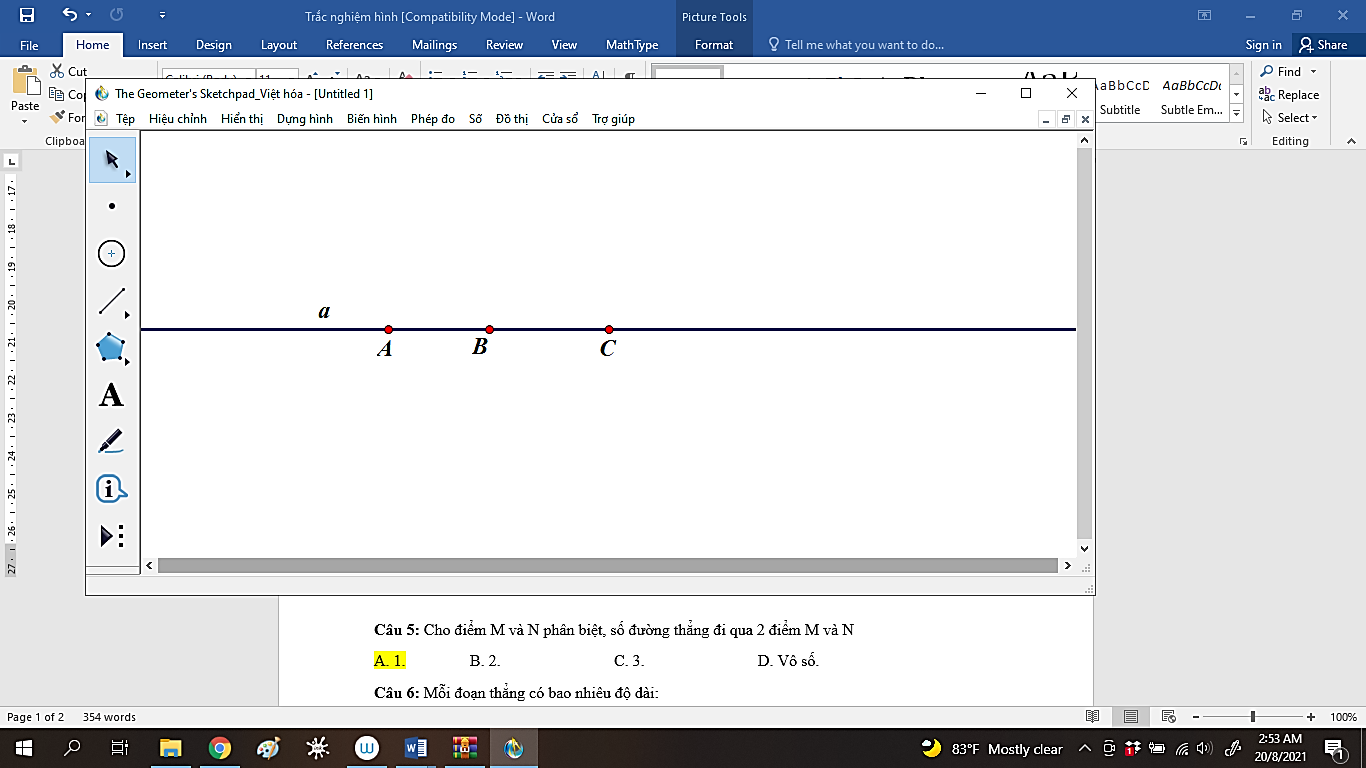 Trắc nghiệm hình [Compatibility Mode] - Word
Picture Tools
File Home Insert Design Layout References Mailings Review View MathType Format Tell me what you want to do... Sign in Share
Cut
Paste
Clipboa
Find
Replace
Select
Editing
Subtitle
Subtle Em...
AaBbCcD
The Geometer's Sketchpad_Việt hóa - [Untitled 1]
Tệp Hiệu chỉnh Hiển thị Dựng hình Biến hình Phép đo Số Đồ thị Cửa sổ Trợ giúp
A
a
A B C
Câu 5: Cho điểm M và N phân biệt, số đường thẳng đi qua 2 điểm M và N
A. 1. B. 2. C. 3. D. Vô số.
Câu 6: Mỗi đoạn thẳng có bao nhiêu độ dài:
Page 1 of 2 354 words
100%
83°F Mostly clear
2:53 AM
20/8/2021